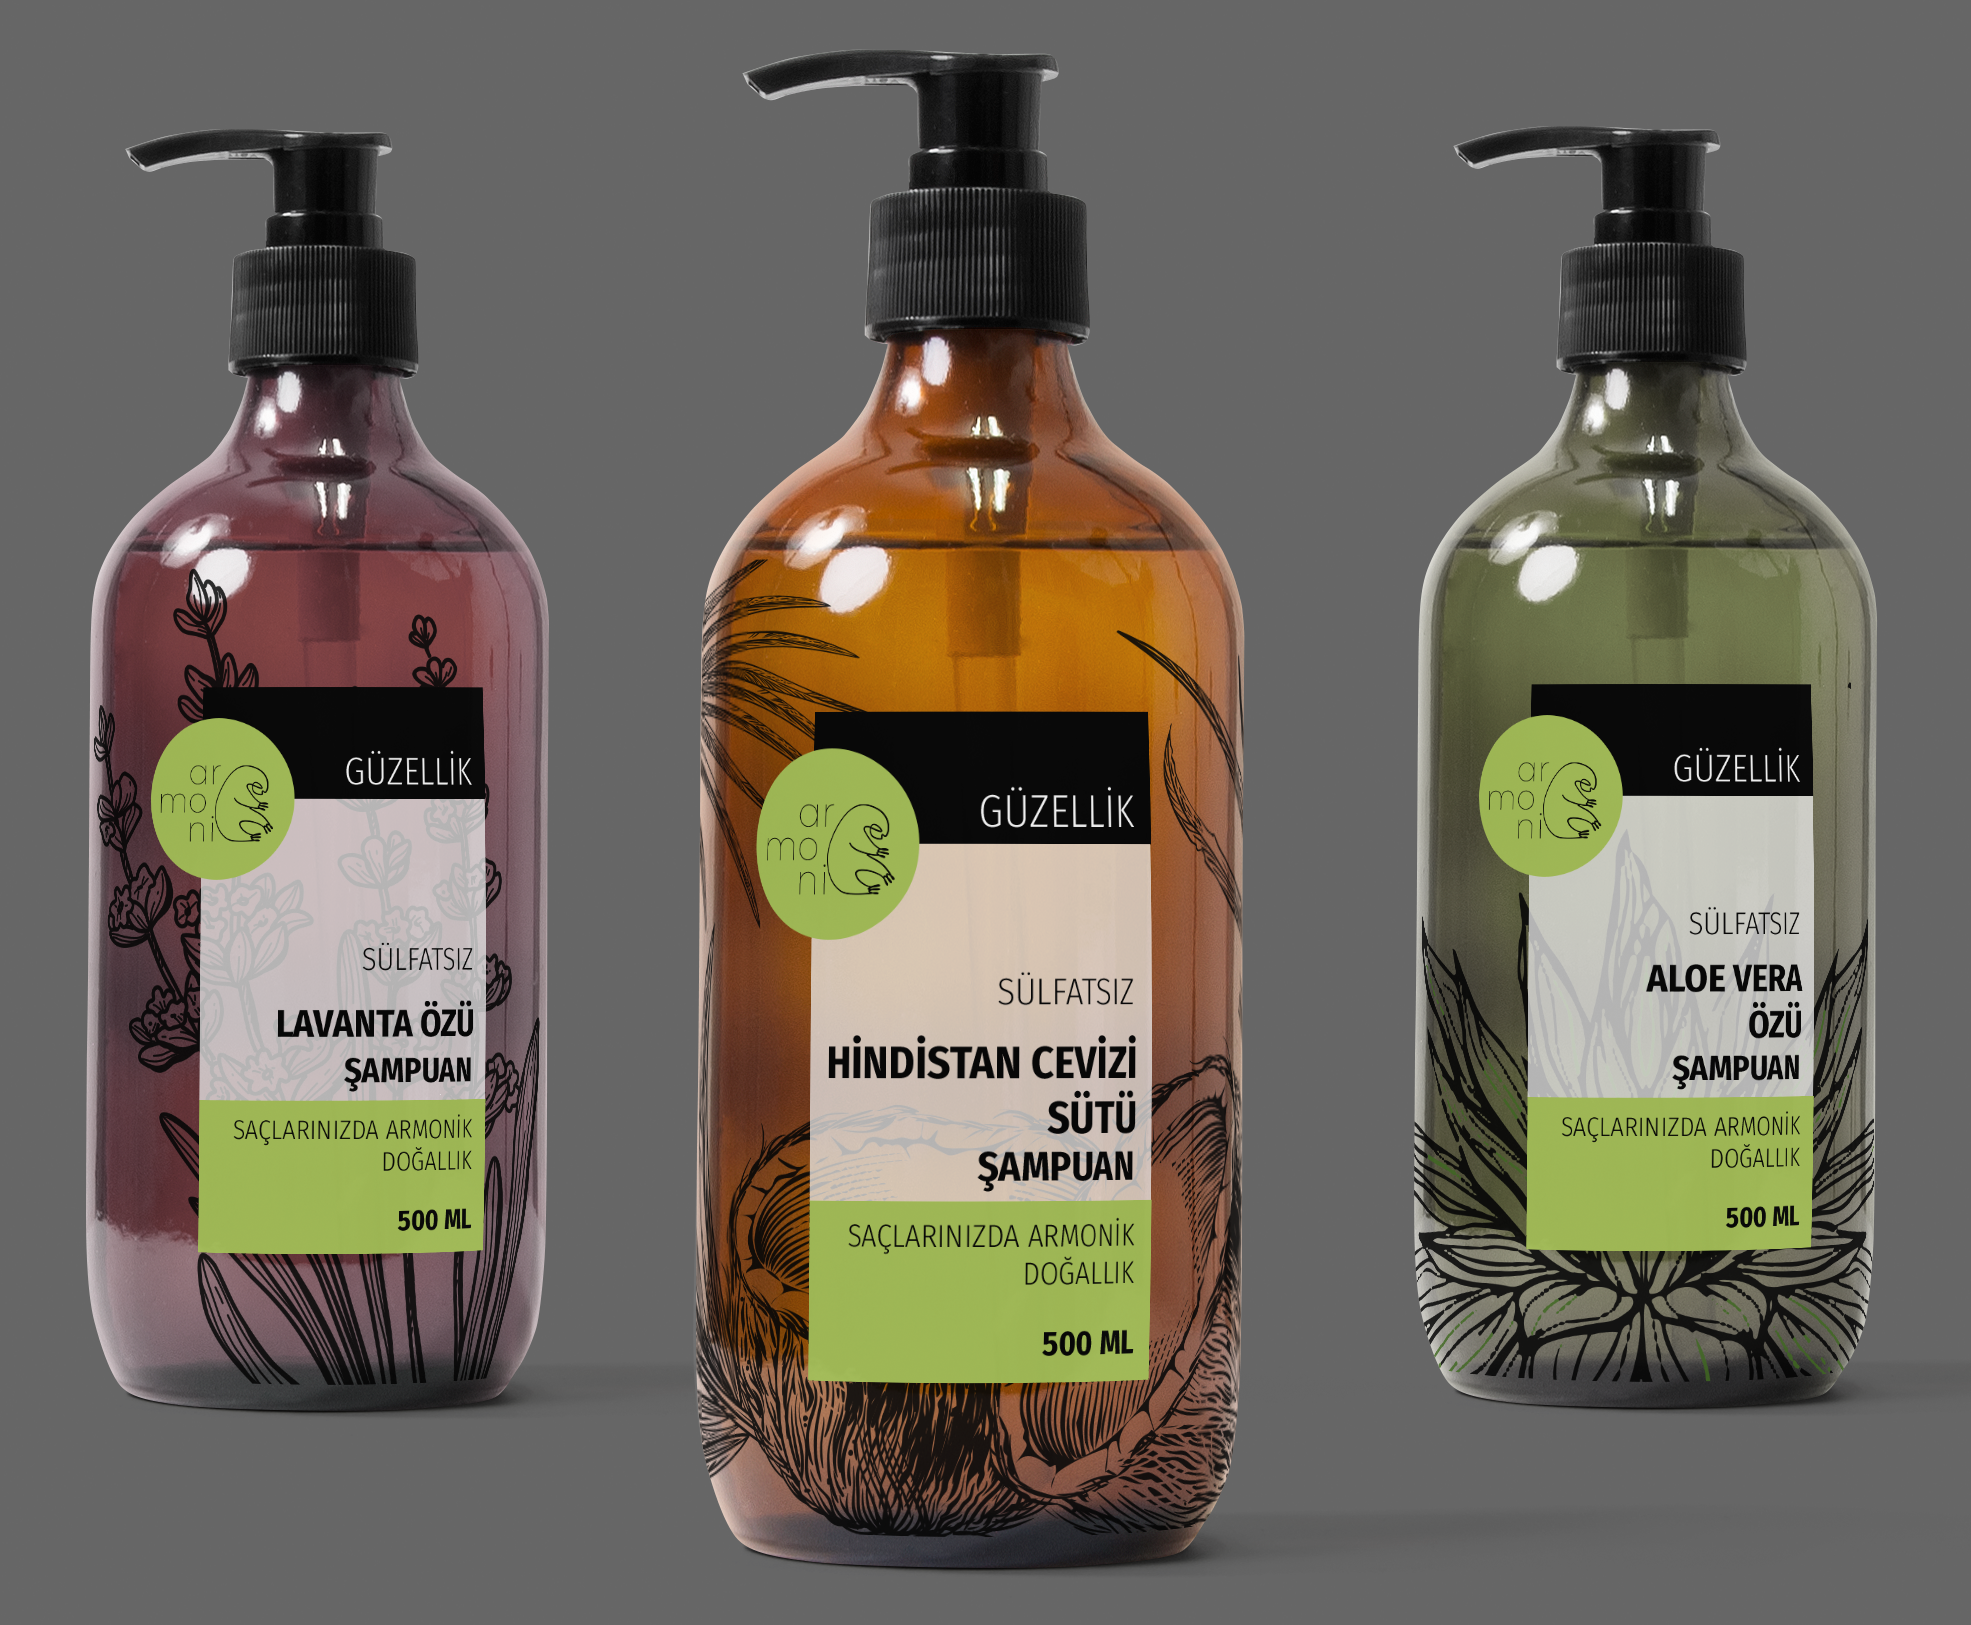 GÜZELLİK
ar
mo
ni
SÜLFATSIZ
LAVANTA ÖZÜ
ŞAMPUAN
SAÇLARINIZDA ARMONİK
DOĞALLIK
500 ML
GÜZELLİK
ar
mo
ni
SÜLFATSIZ
HİNDİSTAN CEVİZİ
SÜTÜ
ŞAMPUAN
SAÇLARINIZDA ARMONİK
DOĞALLIK
500 ML
GÜZELLİK
ar
mo
ni
SÜLFATSIZ
ALOE VERA
ÖZÜ
ŞAMPUAN
SAÇLARINIZDA ARMONİK
DOĞALLIK
500 ML